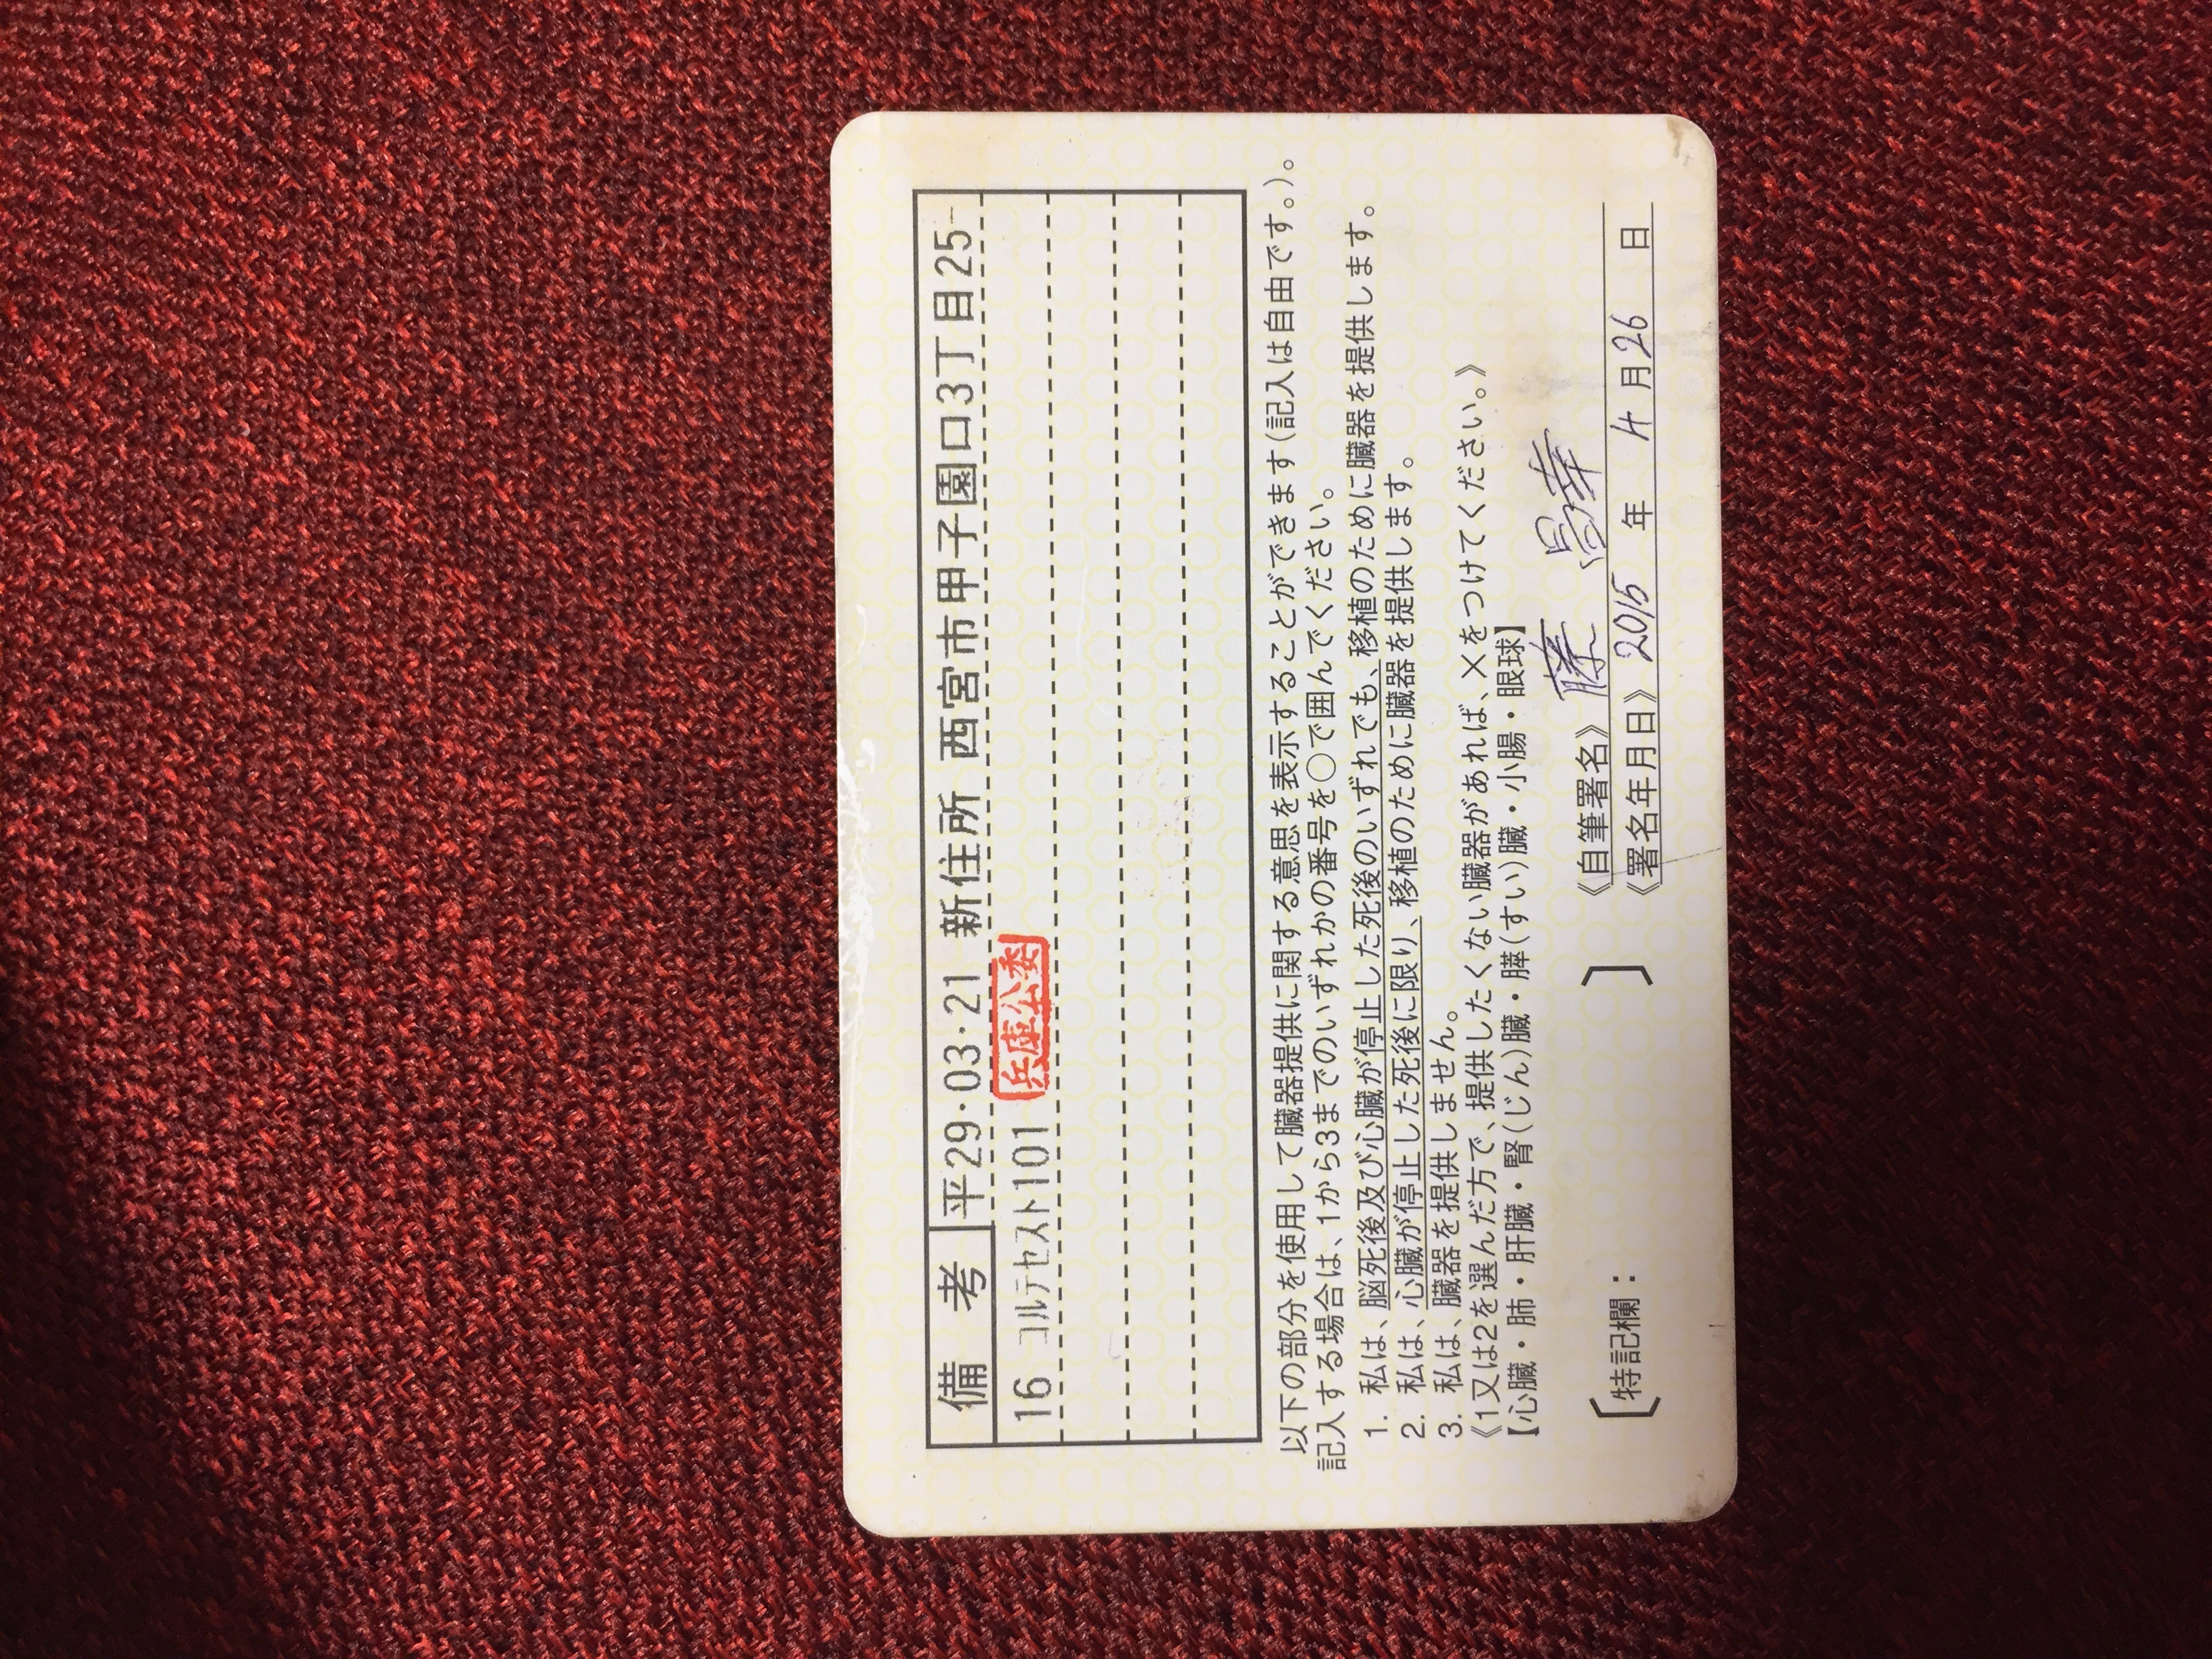 備考 平29・03・21 新住所 西宮市甲子園口3丁目25-
16 コルテセスト101 兵庫公委
以下の部分を使用して臓器提供に関する意思を表示することができます(記入は自由です。)。
記入する場合は、1から3までのいずれかの番号を○で囲んでください。
1. 私は、脳死後及び心臓が停止した死後のいずれでも、移植のために臓器を提供します。
2. 私は、心臓が停止した死後に限り、移植のために臓器を提供します。
3. 私は、臓器を提供しません。
《1又は2を選んだ方で、提供したくない臓器があれば、×をつけてください。》
【心臓・肺・肝臓・腎(じん)臓・膵(すい)臓・小腸・眼球】
〔特記欄: 〕
《自筆署名》 藤 昌幸
《署名年月日》 2015 年 4 月 26 日